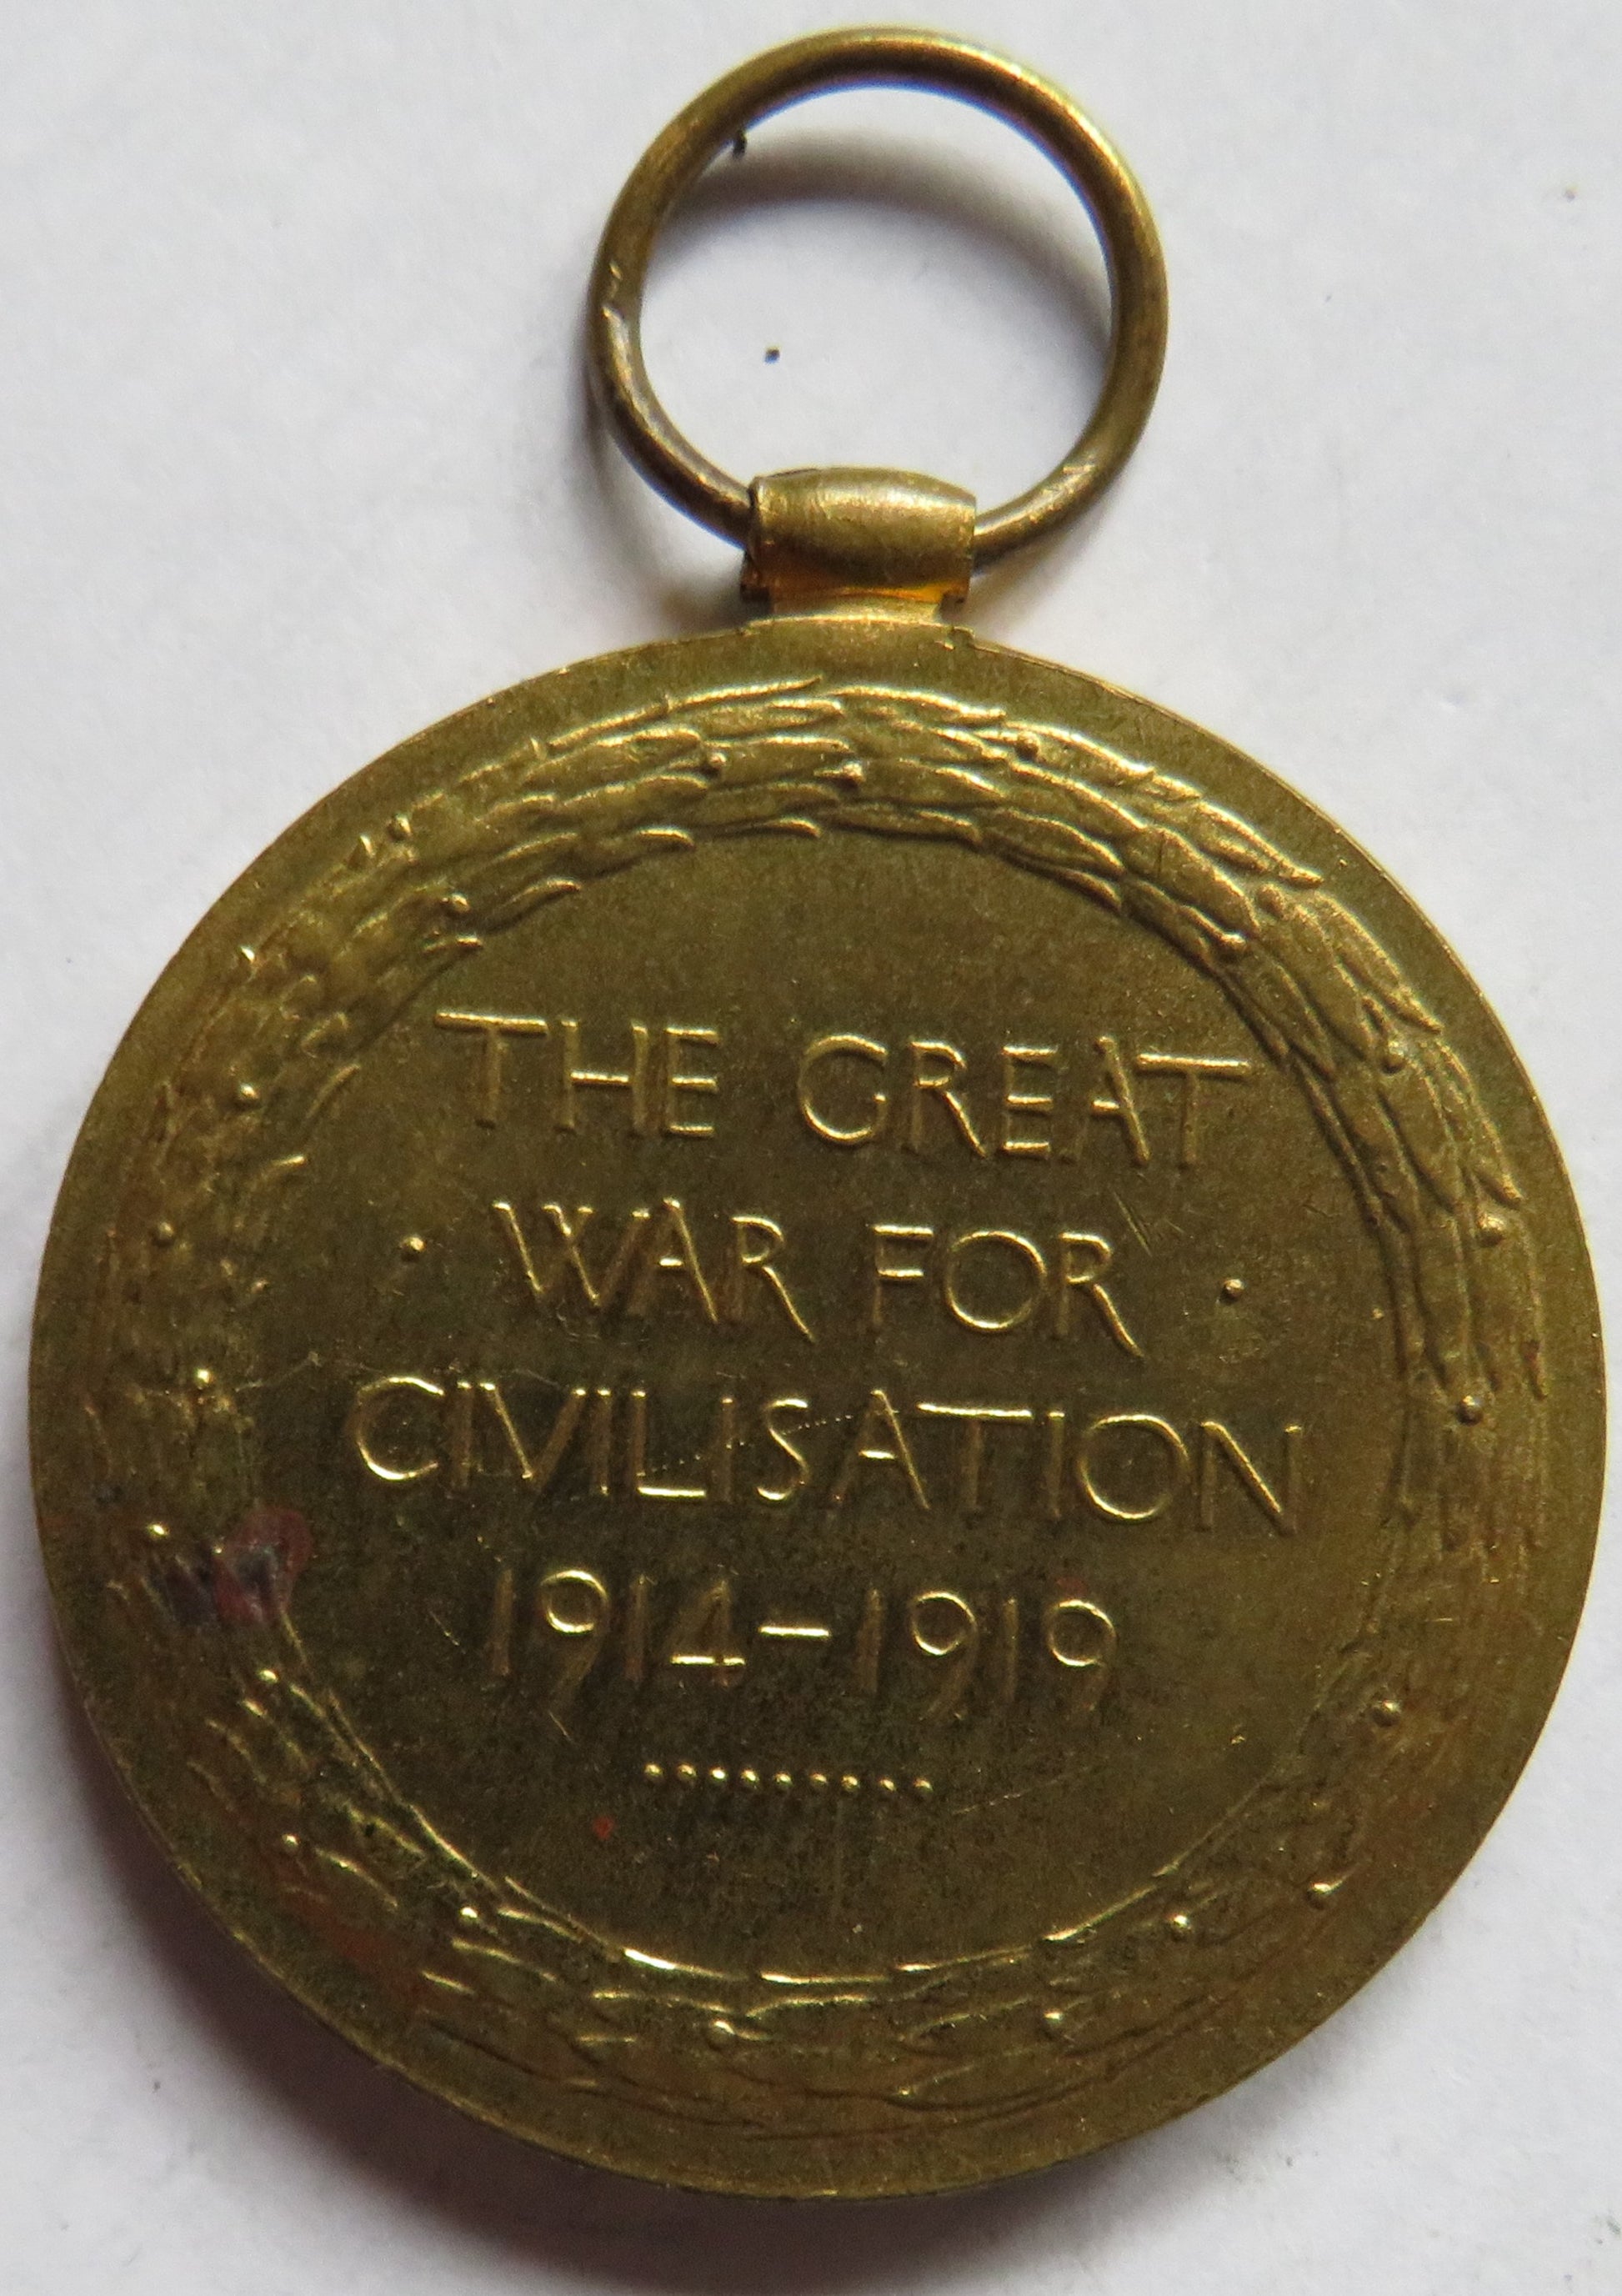 THE GREAT
· WAR FOR ·
CIVILISATION
1914-1919